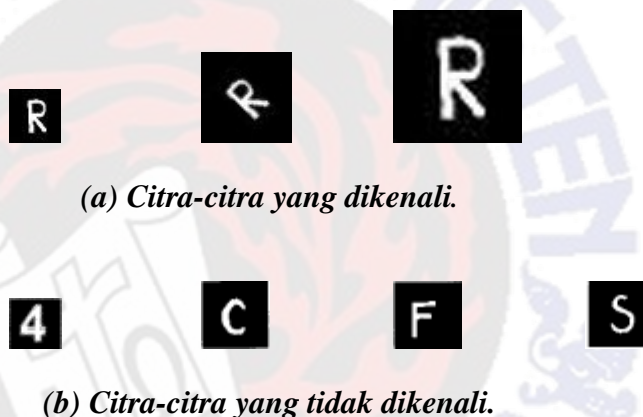 R R R
(a) Citra-citra yang dikenali.
4 C F S
(b) Citra-citra yang tidak dikenali.